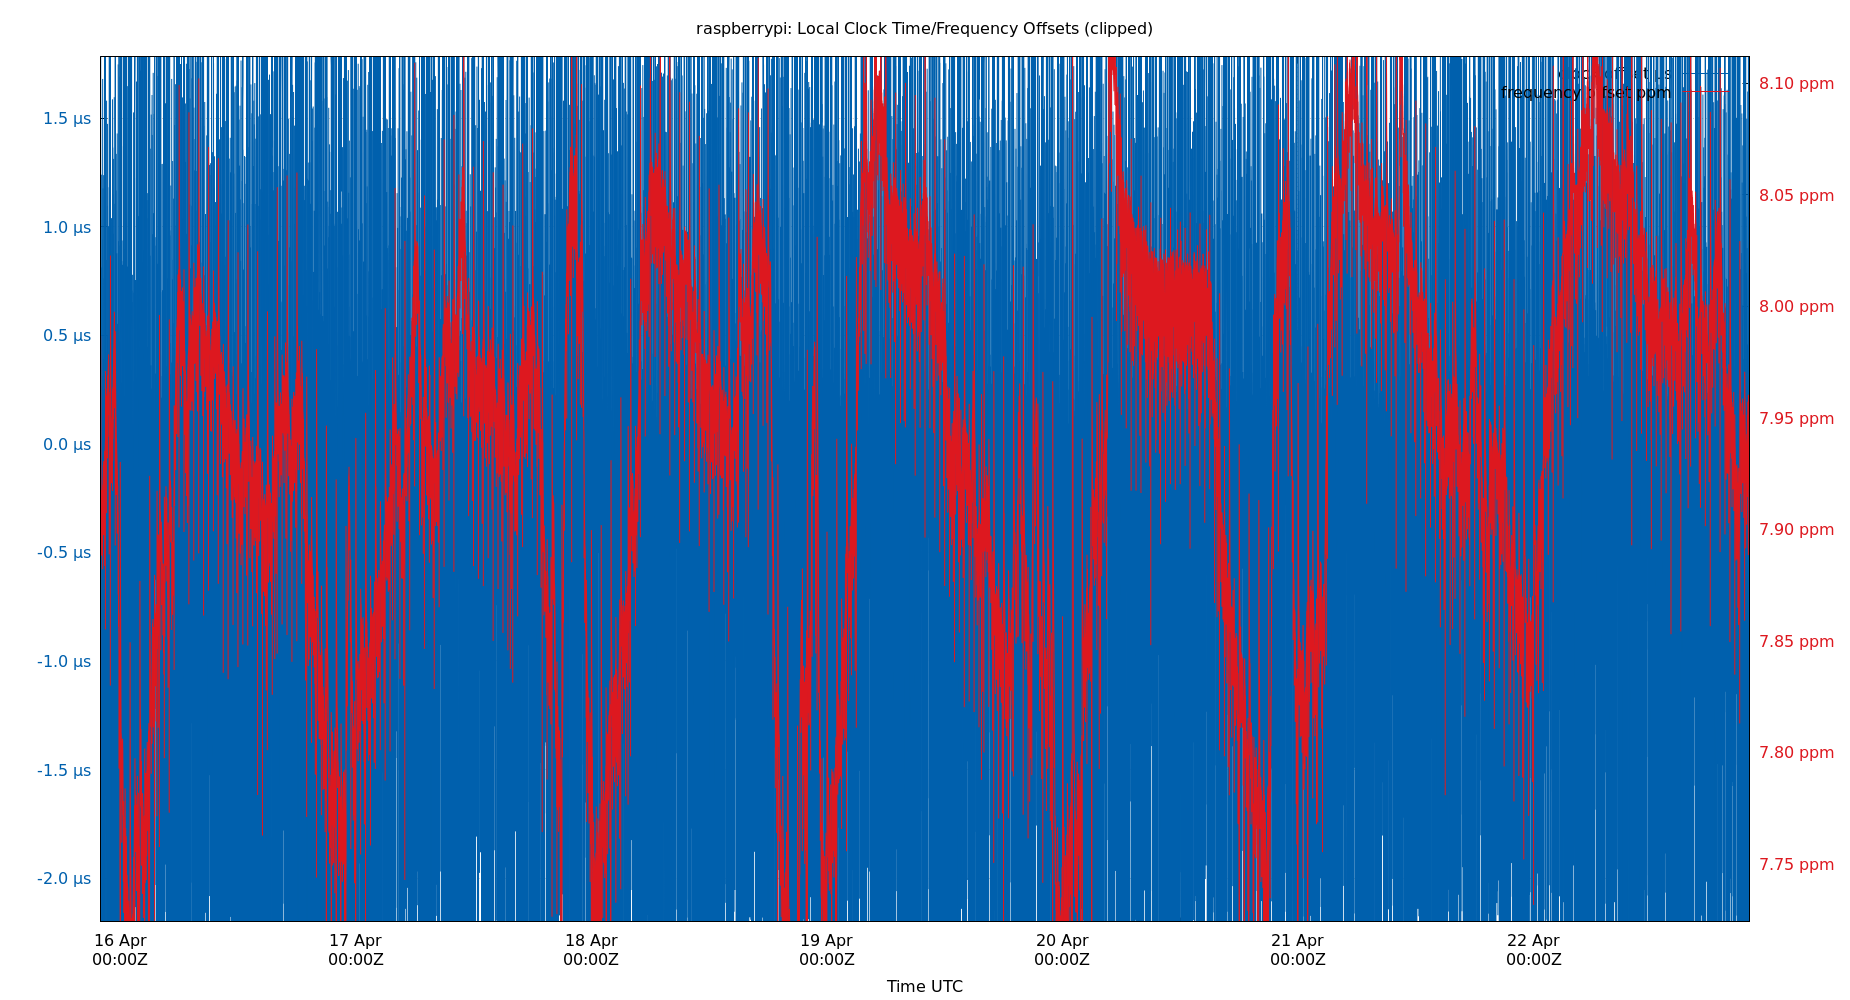 raspberrypi: Local Clock Time/Frequency Offsets (clipped)
clock offset µs
frequency offset ppm
1.5 µs
1.0 µs
0.5 µs
0.0 µs
-0.5 µs
-1.0 µs
-1.5 µs
-2.0 µs
8.10 ppm
8.05 ppm
8.00 ppm
7.95 ppm
7.90 ppm
7.85 ppm
7.80 ppm
7.75 ppm
16 Apr
00:00Z
17 Apr
00:00Z
18 Apr
00:00Z
19 Apr
00:00Z
20 Apr
00:00Z
21 Apr
00:00Z
22 Apr
00:00Z
Time UTC